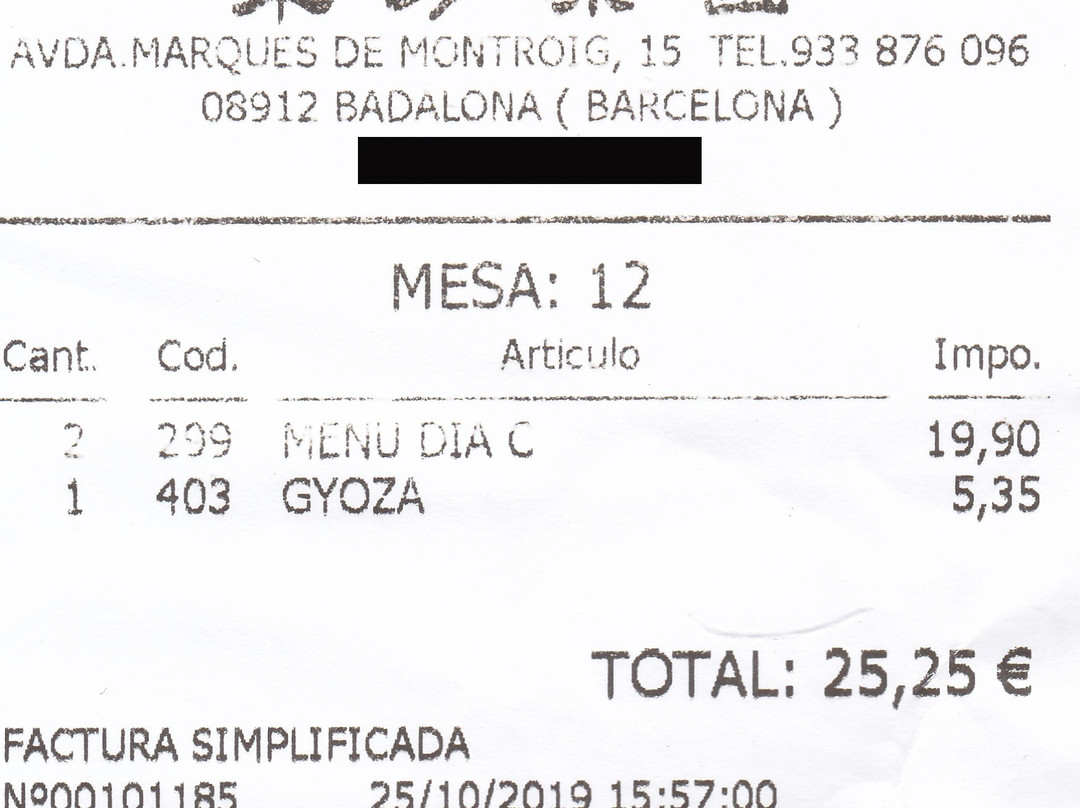 AVDA.MARQUES DE MONTROIG, 15 TEL.933 876 096
08912 BADALONA ( BARCELONA )
MESA: 12
Cant. Cod. Articulo Impo.
2 299 MENU DIA C 19,90
1 403 GYOZA 5,35
TOTAL: 25,25 €
FACTURA SIMPLIFICADA
Nº00101185 25/10/2019 15:57:00